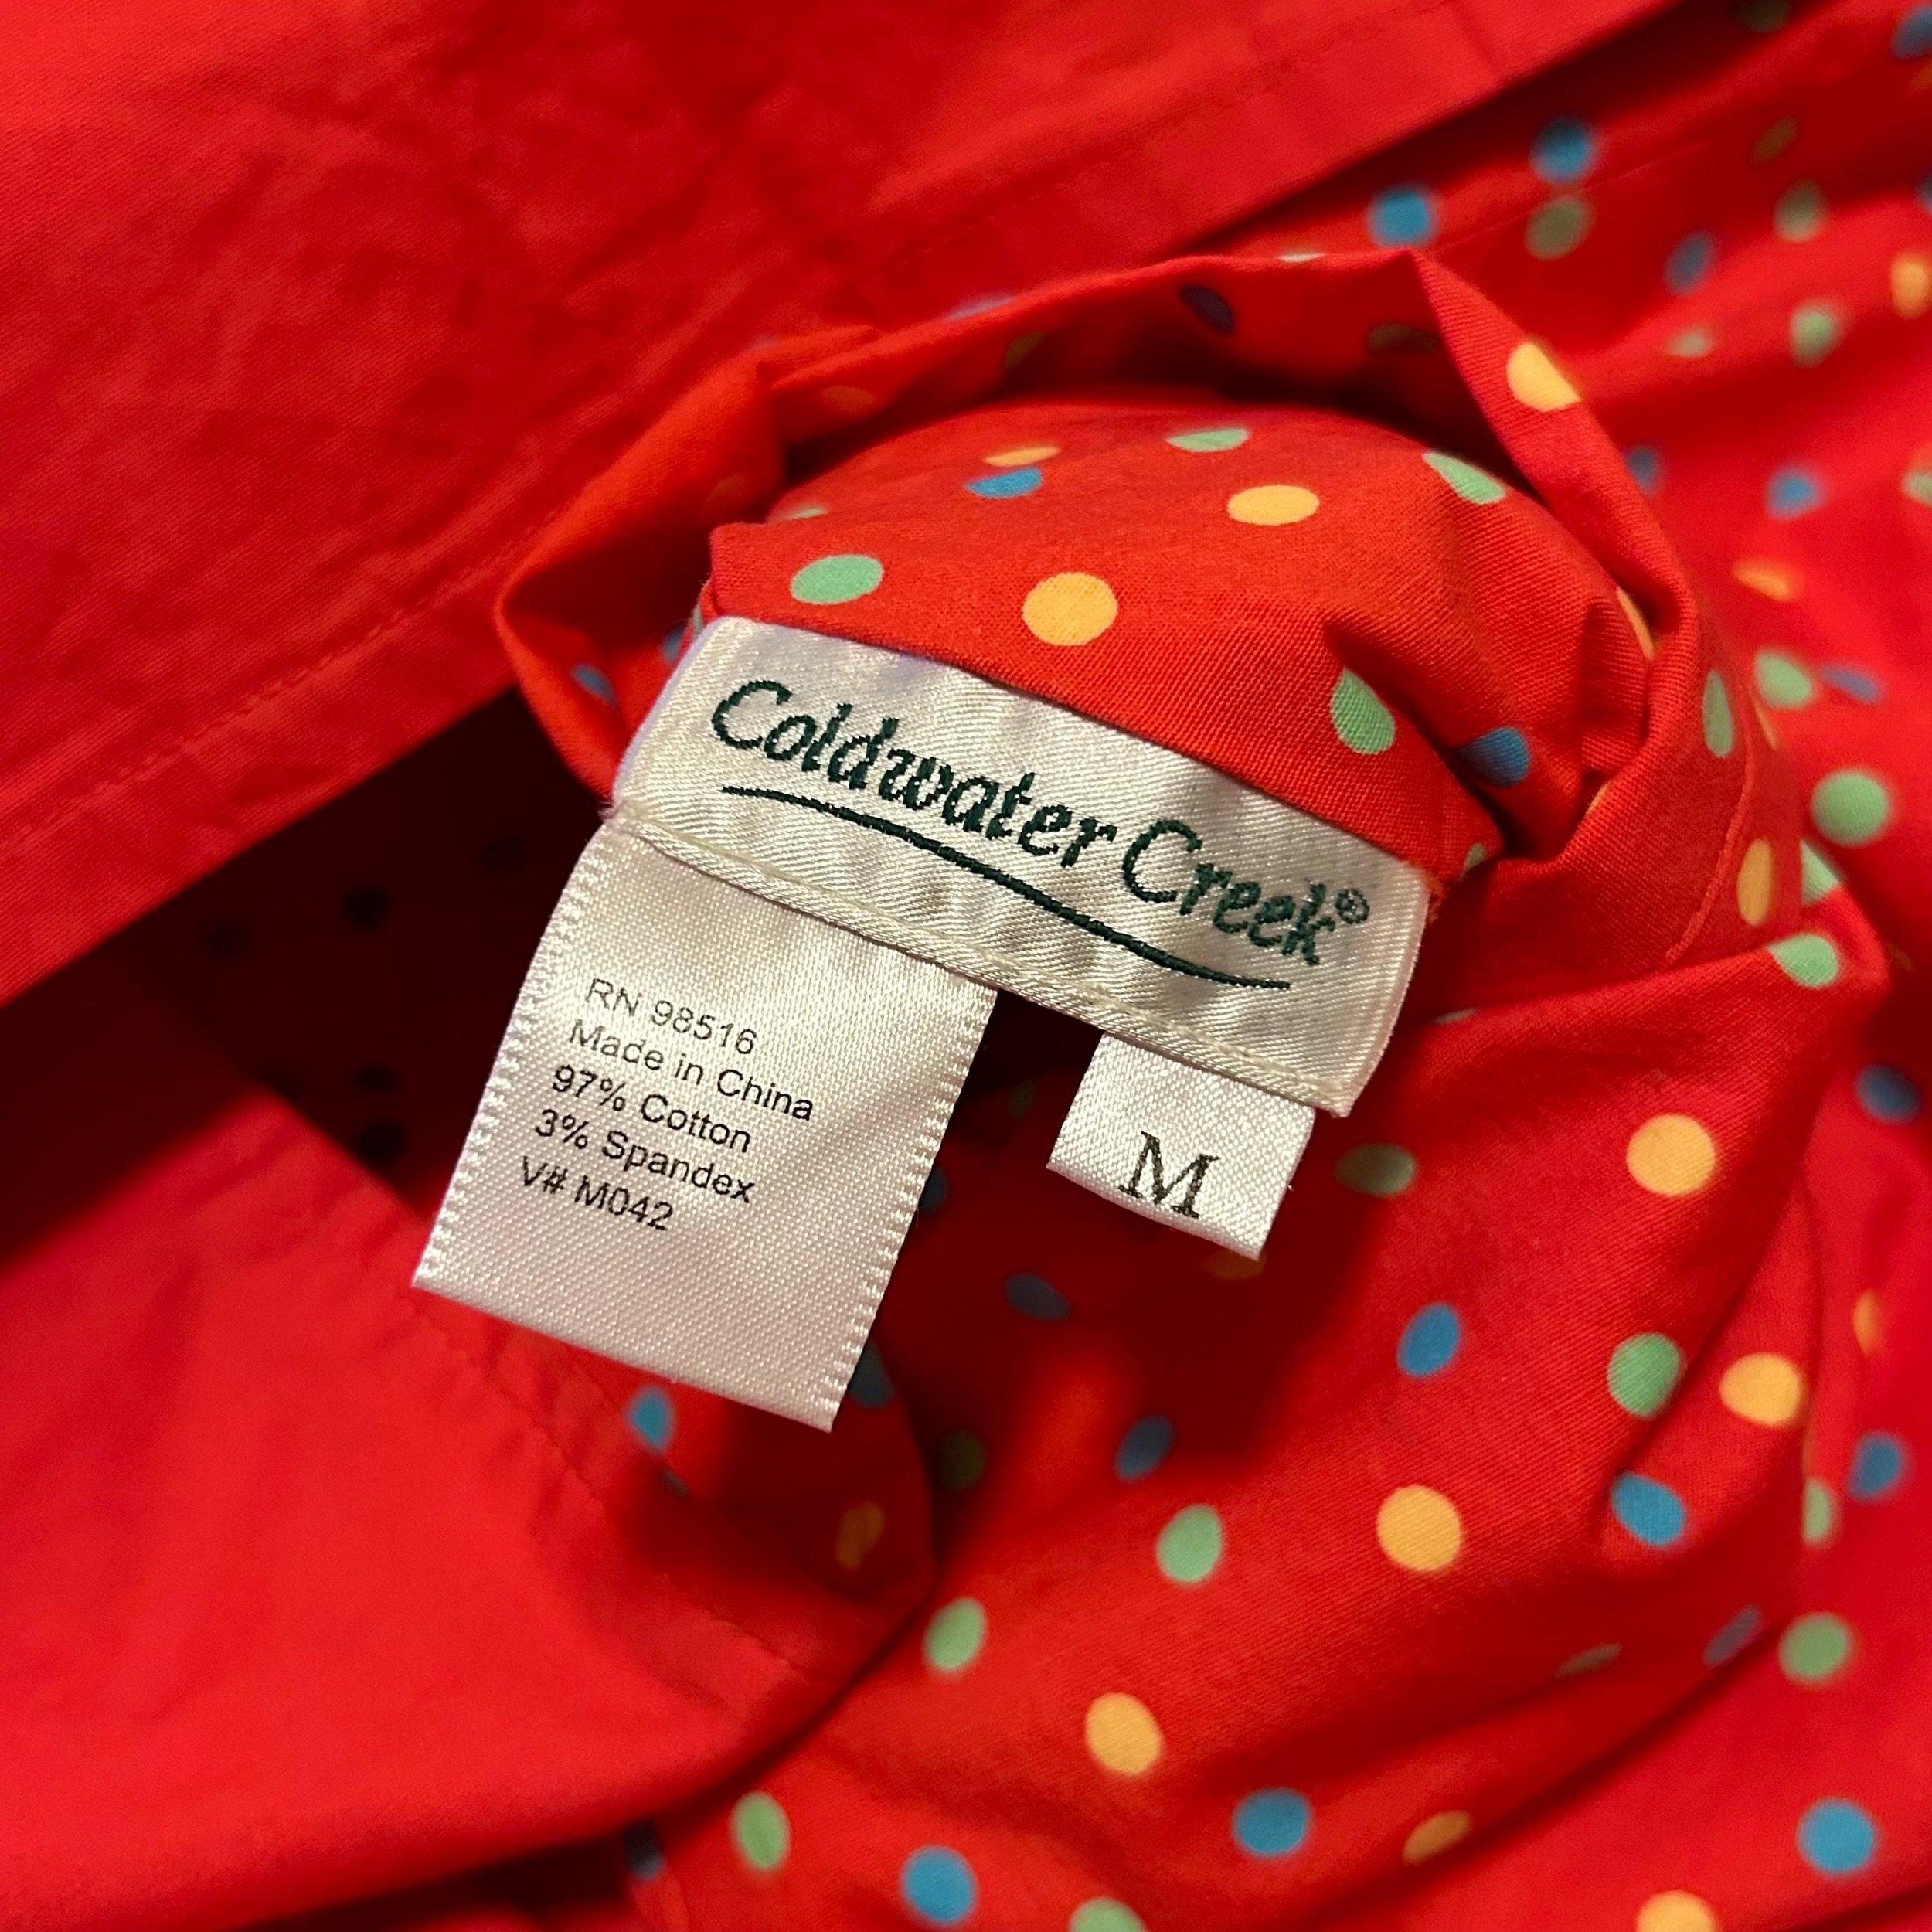 Coldwater Creek®
RN 98516
Made in China
97% Cotton
3% Spandex
V# M042
M